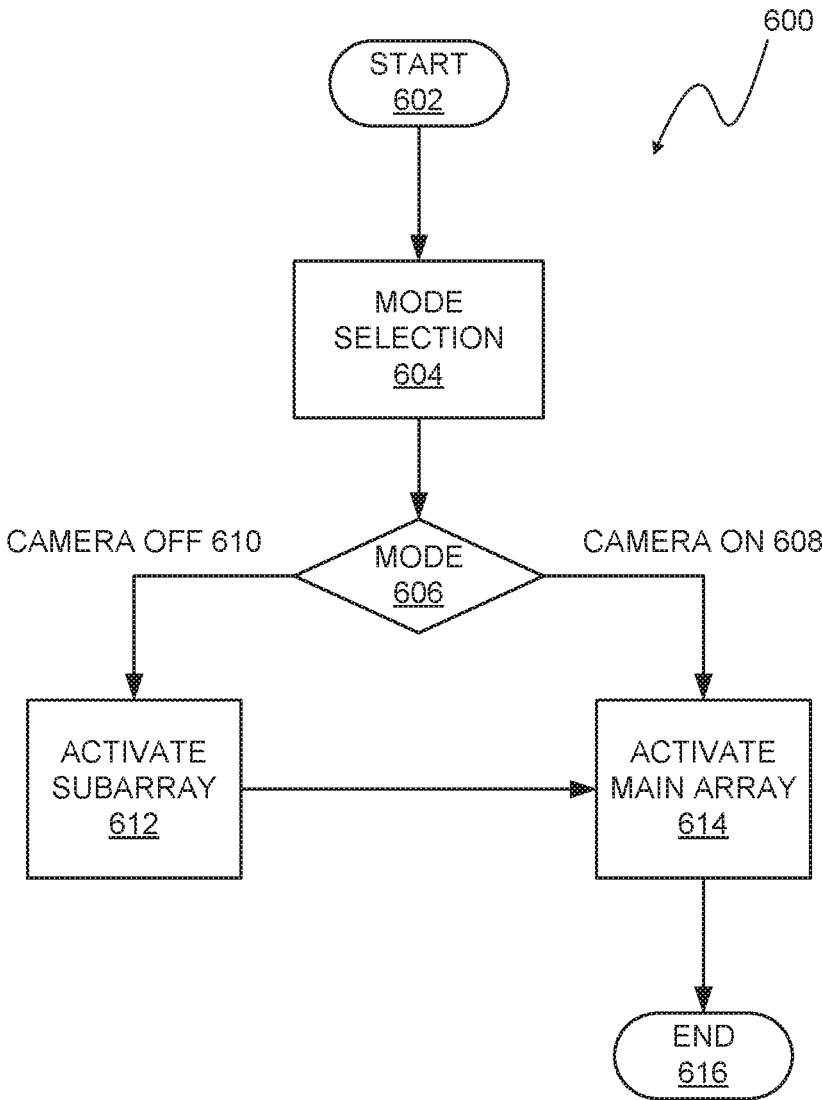 600
START
602
MODE
SELECTION
604
CAMERA OFF 610
CAMERA ON 608
MODE
606
ACTIVATE
SUBARRAY
612
ACTIVATE
MAIN ARRAY
614
END
616